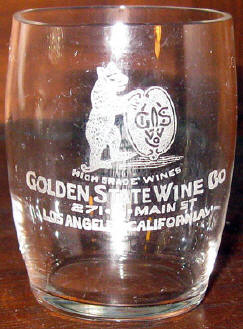 HIGH GRADE WINES
GOLDEN STATE WINE CO
MAIN ST
LOS ANGELES, CALIFORNIA.